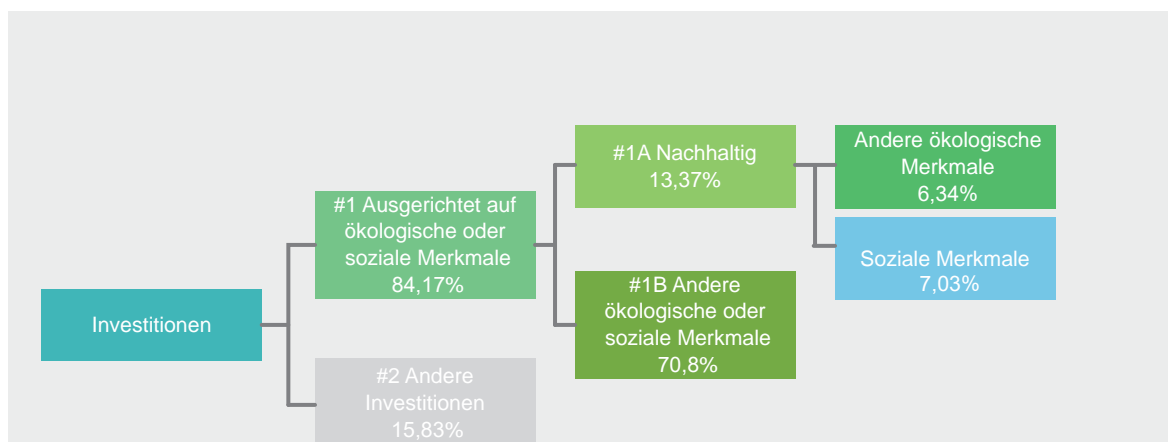 Investitionen
#1 Ausgerichtet auf
ökologische oder
soziale Merkmale
84,17%
#2 Andere
Investitionen
15,83%
#1A Nachhaltig
13,37%
#1B Andere
ökologische oder
soziale Merkmale
70,8%
Andere ökologische
Merkmale
6,34%
Soziale Merkmale
7,03%